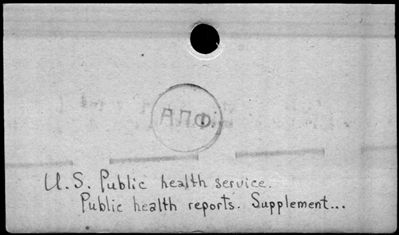 АПФ
U.S. Public health service.
Public health reports. Supplement...